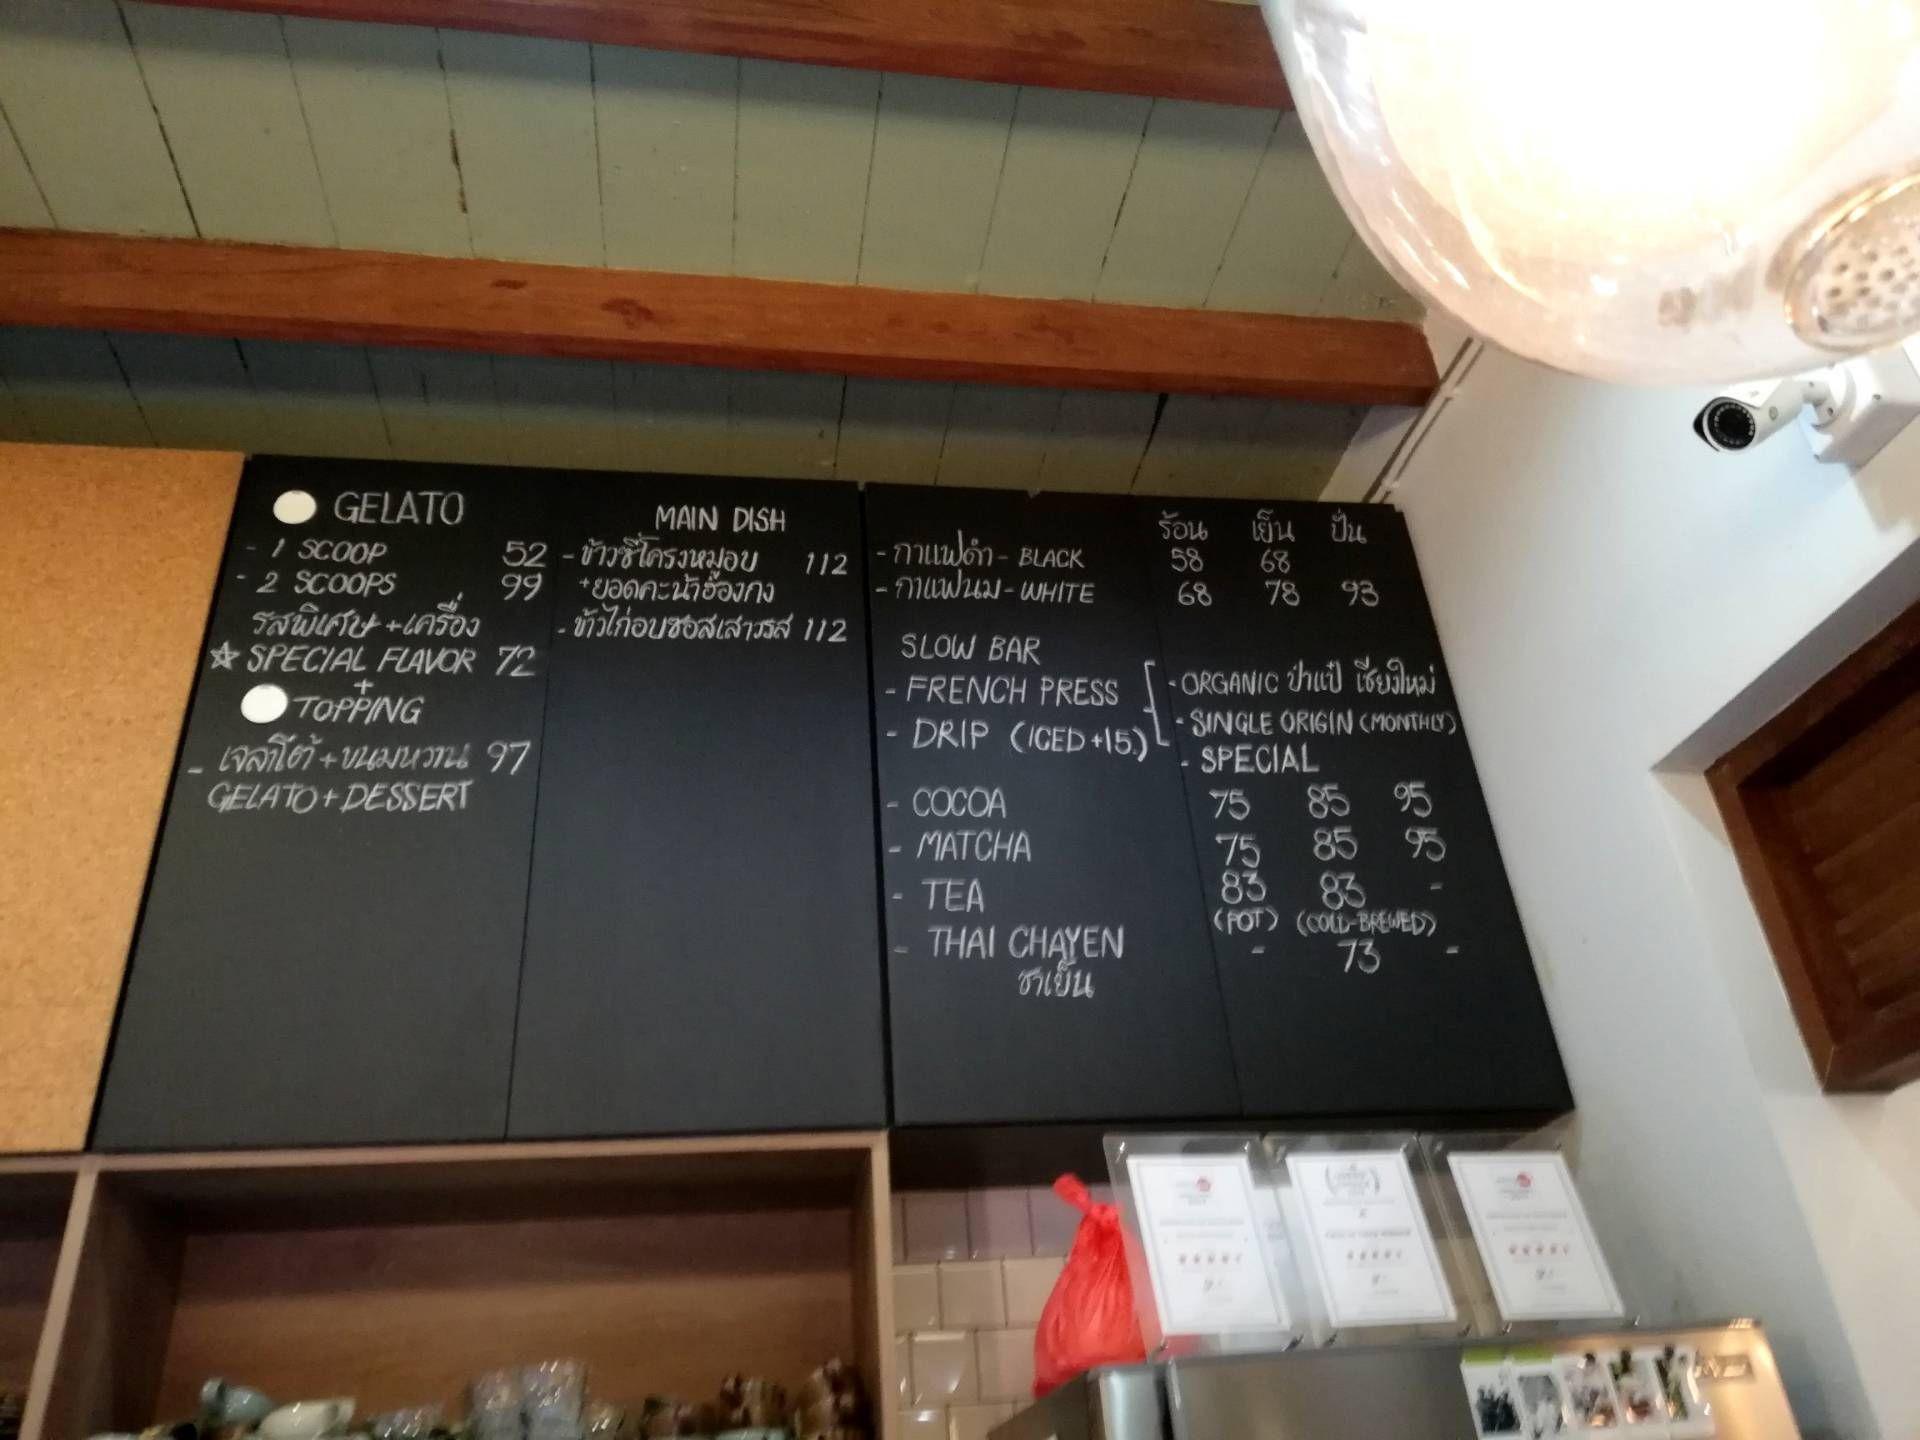 GELATO
- 1 SCOOP 52
- 2 SCOOPS 99
รสพิเศษ + เครื่อง
☆ SPECIAL FLAVOR 72
+
TOPPING
- เจลาโต้ + ขนมหวาน 97
GELATO + DESSERT
MAIN DISH
- ข้าวซี่โครงหมูอบ 112
+ยอดคะน้าฮ่องกง
- ข้าวไก่อบซอสเสาวรส 112
ร้อน เย็น ปั่น
- กาแฟดำ - BLACK 58 68
- กาแฟนม - WHITE 68 78 93
SLOW BAR
- FRENCH PRESS
- DRIP (ICED +15.)
- ORGANIC ป่าแป๋ เชียงใหม่
- SINGLE ORIGIN (MONTHLY)
- SPECIAL
- COCOA 75 85 95
- MATCHA 75 85 95
- TEA 83 83 -
(POT) (COLD-BREWED)
- THAI CHAYEN - 73 -
ชาเย็น